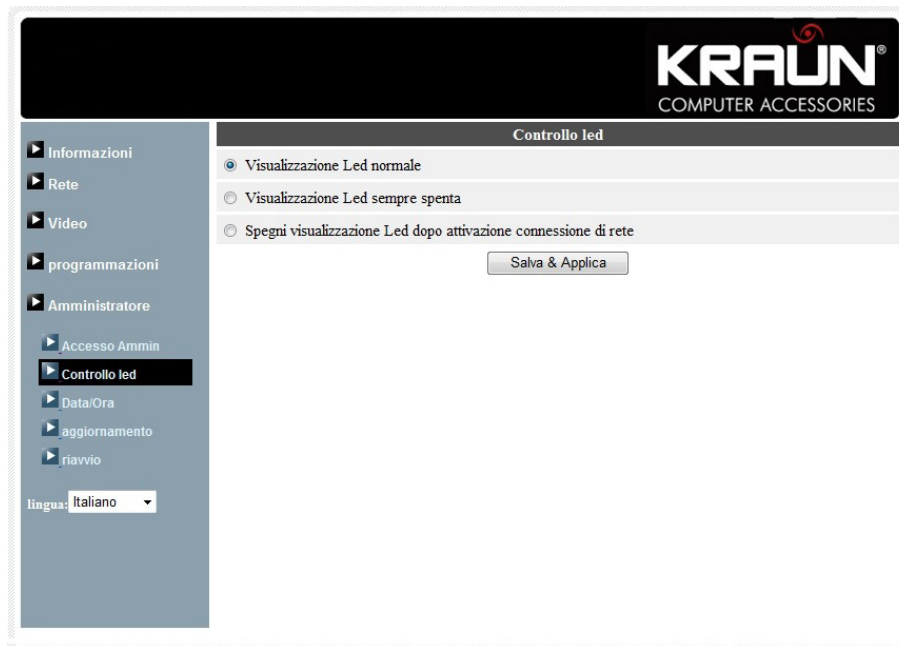 KRAUN®
COMPUTER ACCESSORIES
Informazioni
Rete
Video
programmazioni
Amministratore
Accesso Ammin
Controllo led
Data/Ora
aggiornamento
riavvio
lingua: Italiano
Controllo led
Visualizzazione Led normale
Visualizzazione Led sempre spenta
Spegni visualizzazione Led dopo attivazione connessione di rete
Salva & Applica